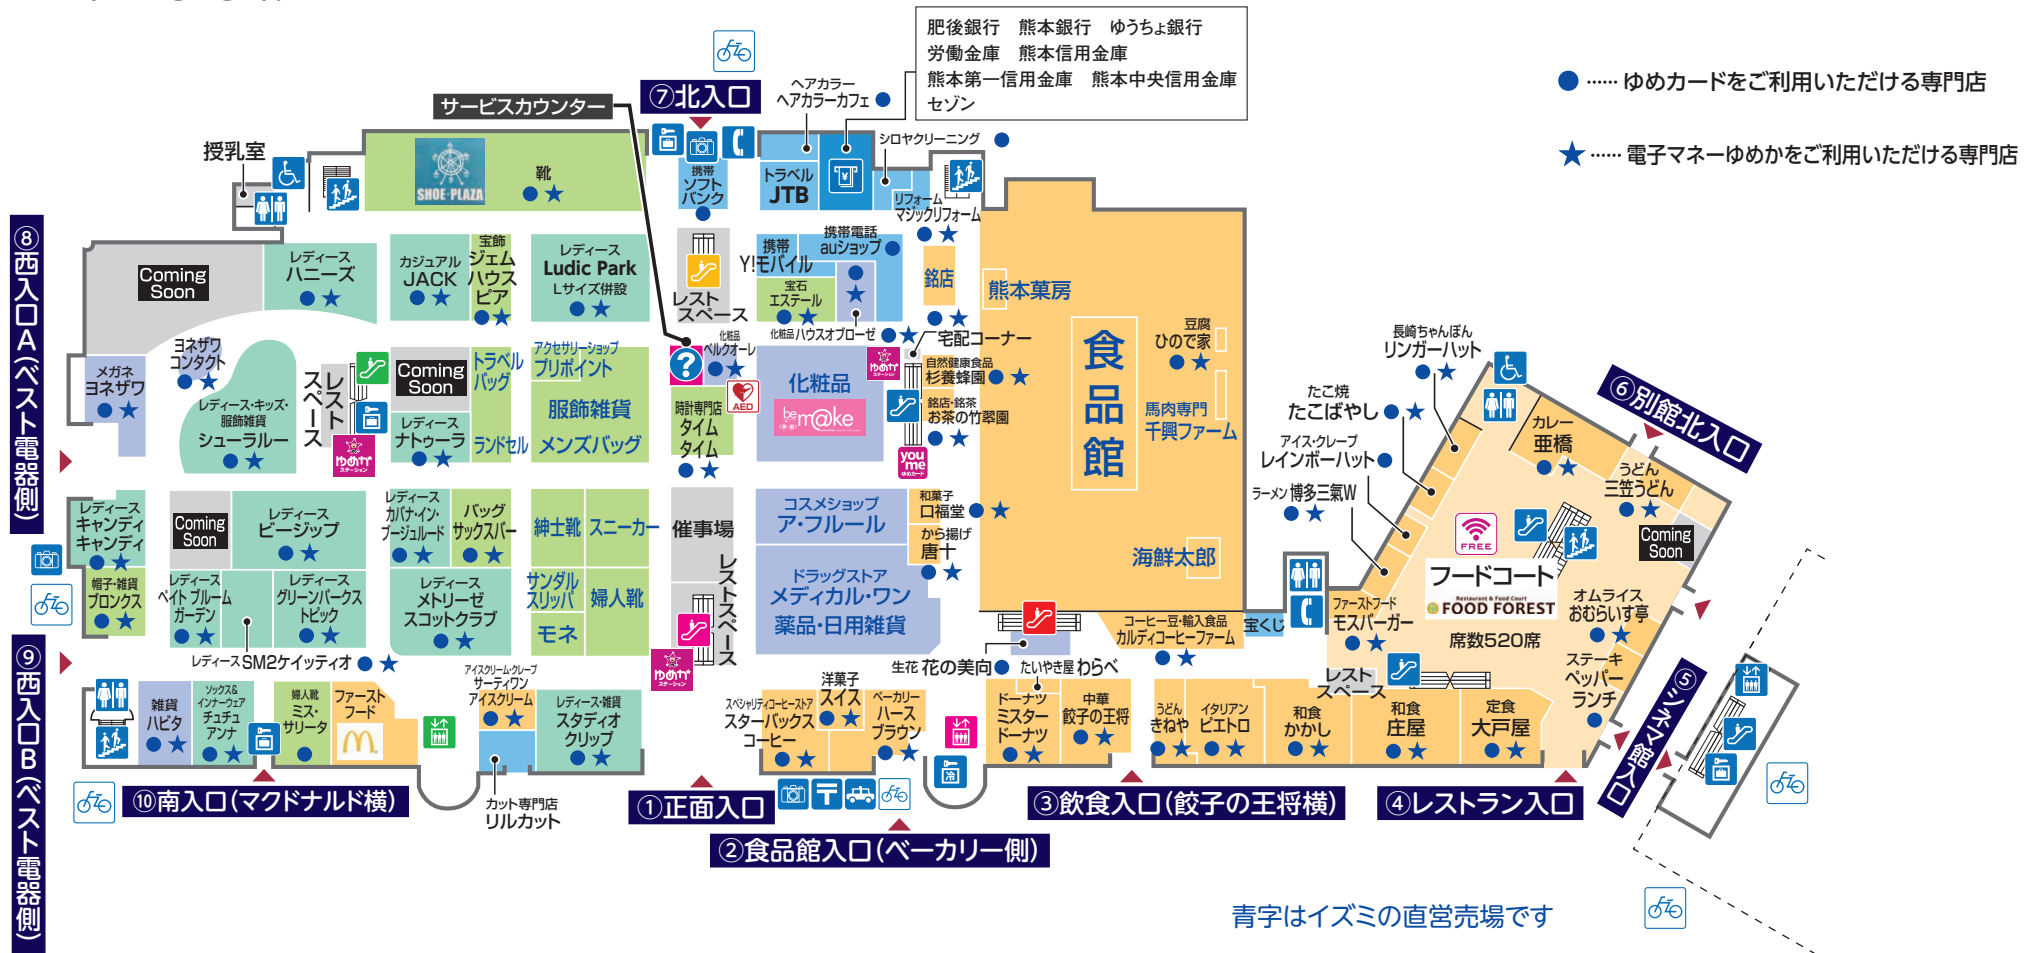 肥後銀行　熊本銀行　ゆうちょ銀行
労働金庫　熊本信用金庫
熊本第一信用金庫　熊本中央信用金庫
セゾン
●……ゆめカードをご利用いただける専門店
★……電子マネーゆめかをご利用いただける専門店
⑦北入口
サービスカウンター
ヘアカラー
ヘアカラーカフェ●
シロヤクリーニング●
授乳室
SHOE・PLAZA
靴
●★
携帯
ソフト
バンク
●
トラベル
JTB
リフォーム
マジックリフォーム
●★
⑧西入口A(ベスト電器側)
Coming
Soon
レディース
ハニーズ
●★
カジュアル
JACK
●★
宝飾
ジェム
ハウス
ピア
●★
レディース
Ludic Park
Lサイズ併設
●★
レスト
スペース
携帯
Y!モバイル
携帯電話
auショップ●
宝石
エステール
●★
●
★
銘店
●★
熊本菓房
食品館
豆腐
ひので家
●★
馬肉専門
千興ファーム
海鮮太郎
化粧品
ベルクオーレ
●★
化粧品ハウスオブローゼ●★
宅配コーナー
自然健康食品
杉養蜂園●★
銘店・銘茶
お茶の竹翠園
●★
you
me
ゆめカード
ゆめか
ステーション
メガネ
ヨネザワ
●★
ヨネザワ
コンタクト
●★
レディース・キッズ・
服飾雑貨
シューラルー
●★
レスト
スペース
ゆめか
ステーション
Coming
Soon
レディース
ナトゥーラ
●★
トラベル
バッグ
ランドセル
アクセサリーショップ
プリポイント
服飾雑貨
メンズバッグ
?
AED
時計専門店
タイム
タイム
●★
化粧品
be
m@ke
長崎ちゃんぽん
リンガーハット
●★
たこ焼
たこばやし●★
アイス・クレープ
レインボーハット●
ラーメン 博多三氣W
●★
カレー
亜橋
●★
うどん
三笠うどん
●★
⑥別館北入口
Coming
Soon
FREE
フードコート
Restaurant & Food Court
FOOD FOREST
席数520席
オムライス
おむらいす亭
●★
ステーキ
ペッパー
ランチ
●
ファーストフード
モスバーガー
●★
レスト
スペース
レディース
キャンディ
キャンディ
●★
Coming
Soon
レディース
ビージップ
●★
レディース
カバナ・イン・
ブージュルード
●★
バッグ
サックスバー
●★
紳士靴
スニーカー
催事場
コスメショップ
ア・フルール
和菓子
口福堂●★
から揚げ
唐十
●★
ドラッグストア
メディカル・ワン
薬品・日用雑貨
帽子・雑貨
ブロンクス
●★
レディース
ベイト ブルーム
ガーデン
●★
レディース
グリーンパークス
トピック
●★
レディース
メトリーゼ
スコットクラブ
●★
サンダル
スリッパ
モネ
婦人靴
レストスペース
ゆめか
ステーション
レディースSM2ケイッティオ●★
コーヒー豆・輸入食品
カルディコーヒーファーム
●★
宝くじ
生花 花の美向●
たいやき屋わらべ
⑨西入口B(ベスト電器側)
雑貨
ハピタ
●★
ソックス&
インナーウェア
チュチュ
アンナ
●★
婦人靴
ミス・
サリータ
●
ファースト
フード
アイスクリーム・クレープ
サーティワン
アイスクリーム
●★
レディース・雑貨
スタディオ
クリップ
●★
カット専門店
リルカット
スペシャリティコーヒーストア
スターバックス
コーヒー
●★
洋菓子
スイス
●★
ベーカリー
ハース
ブラウン
●★
冷
ドーナツ
ミスター
ドーナツ
●★
中華
餃子の王将
●★
うどん
きねや
●★
イタリアン
ピエトロ
●★
和食
かかし
●★
和食
庄屋
●★
定食
大戸屋
●★
⑤シネマ館入口
⑩南入口(マクドナルド横)
①正面入口
②食品館入口(ベーカリー側)
③飲食入口(餃子の王将横)
④レストラン入口
青字はイズミの直営売場です